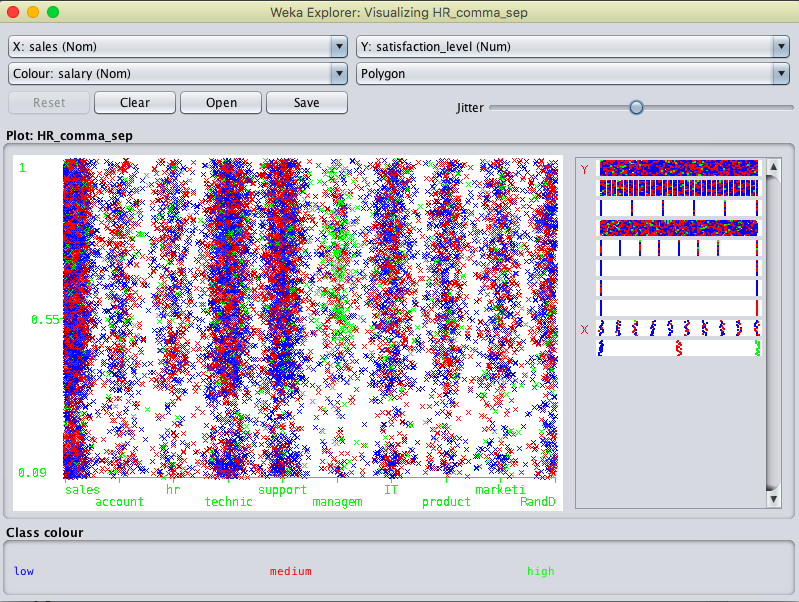 Weka Explorer: Visualizing HR_comma_sep
X: sales (Nom) Y: satisfaction_level (Num)
Colour: salary (Nom) Polygon
Reset Clear Open Save Jitter
Plot: HR_comma_sep
1 Y
0.55 X
0.09
sales hr support IT marketi
account technic managem product RandD
Class colour
low medium high